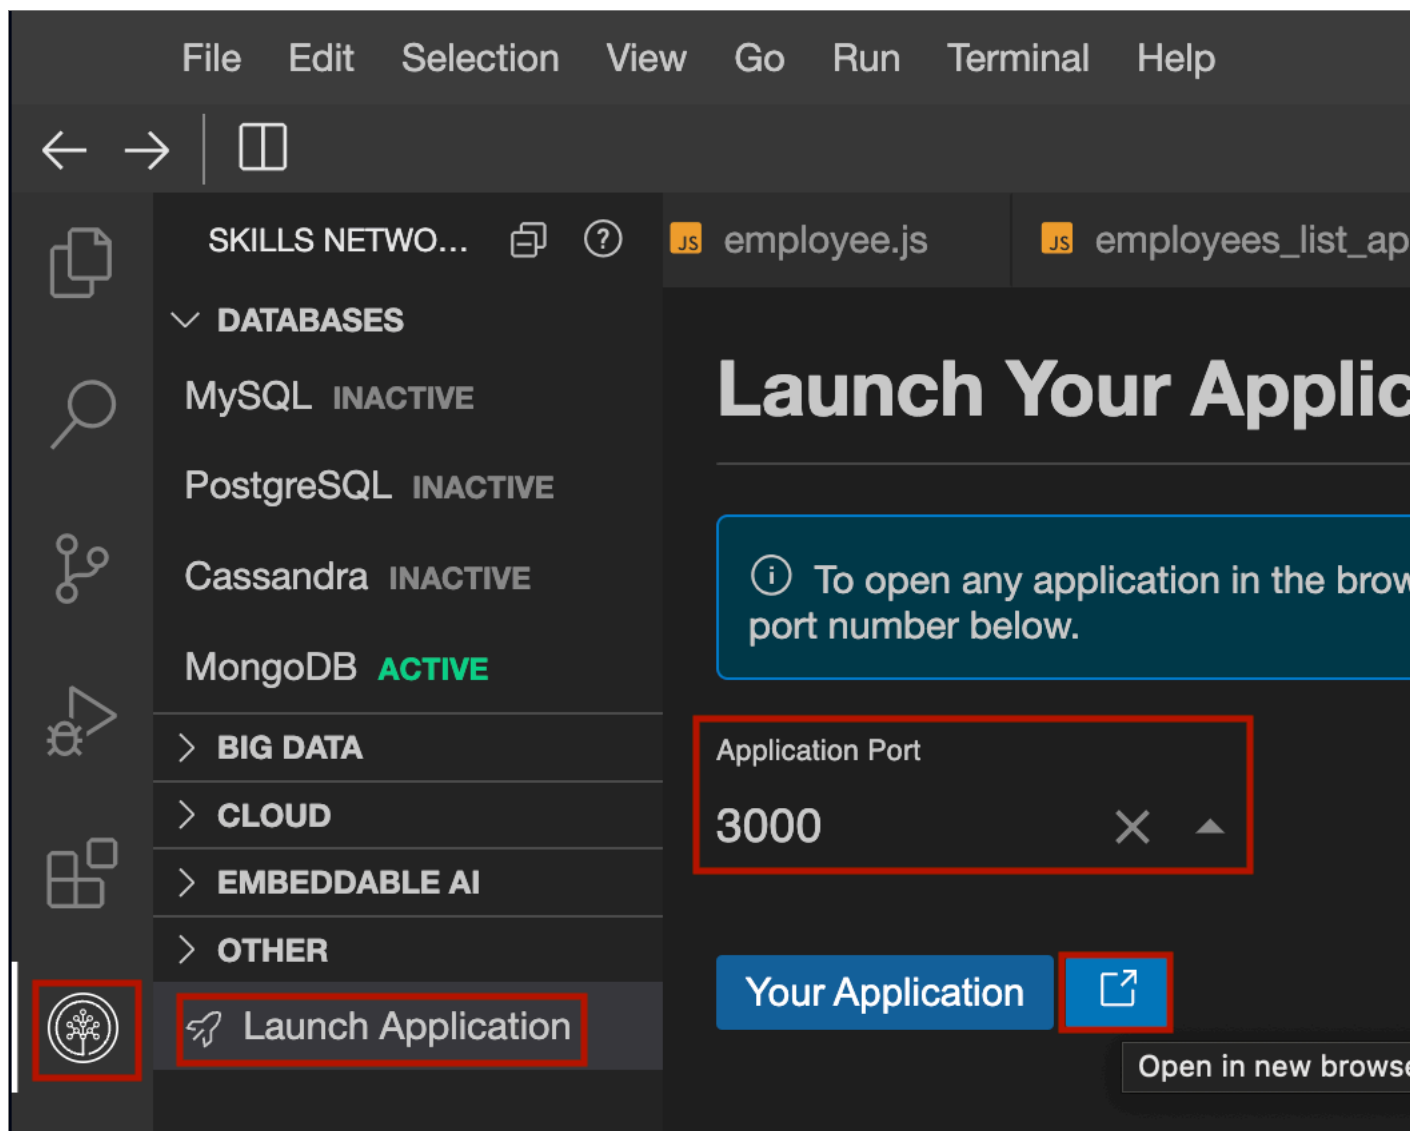 File Edit Selection View Go Run Terminal Help
SKILLS NETWO...
JS employee.js
JS employees_list_ap
DATABASES
MySQL INACTIVE
PostgreSQL INACTIVE
Cassandra INACTIVE
MongoDB ACTIVE
BIG DATA
CLOUD
EMBEDDABLE AI
OTHER
Launch Application
Launch Your Applic
To open any application in the brow
port number below.
Application Port
3000
Your Application
Open in new browse